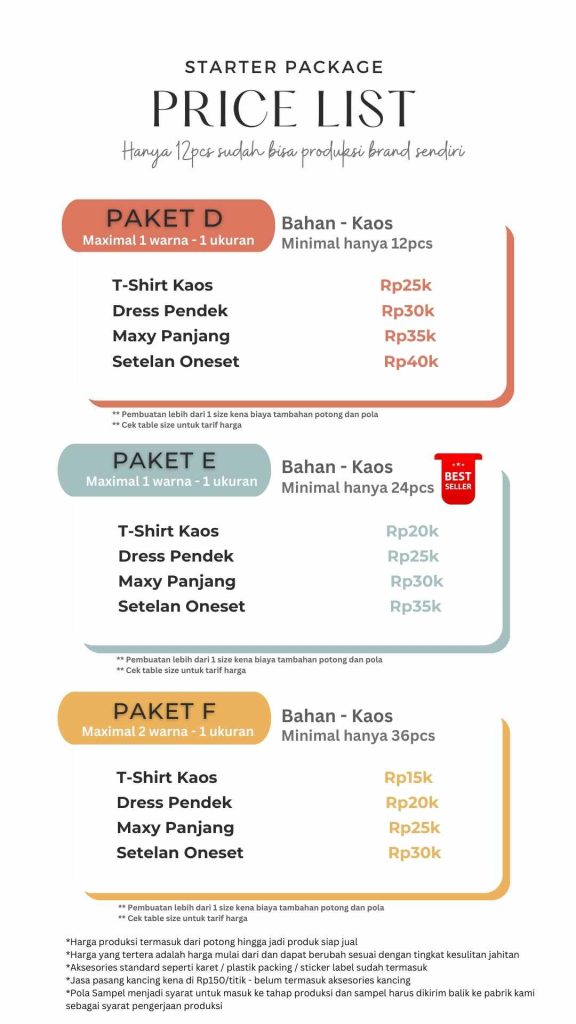 STARTER PACKAGE
PRICE LIST
Hanya 12pcs sudah bisa produksi brand sendiri
PAKET D
Maximal 1 warna - 1 ukuran
Bahan - Kaos
Minimal hanya 12pcs
T-Shirt Kaos Rp25k
Dress Pendek Rp30k
Maxy Panjang Rp35k
Setelan Oneset Rp40k
** Pembuatan lebih dari 1 size kena biaya tambahan potong dan pola
** Cek table size untuk tarif harga
PAKET E
Maximal 1 warna - 1 ukuran
Bahan - Kaos
Minimal hanya 24pcs
BEST
SELLER
T-Shirt Kaos Rp20k
Dress Pendek Rp25k
Maxy Panjang Rp30k
Setelan Oneset Rp35k
** Pembuatan lebih dari 1 size kena biaya tambahan potong dan pola
** Cek table size untuk tarif harga
PAKET F
Maximal 2 warna - 1 ukuran
Bahan - Kaos
Minimal hanya 36pcs
T-Shirt Kaos Rp15k
Dress Pendek Rp20k
Maxy Panjang Rp25k
Setelan Oneset Rp30k
** Pembuatan lebih dari 1 size kena biaya tambahan potong dan pola
** Cek table size untuk tarif harga
*Harga produksi termasuk dari potong hingga jadi produk siap jual
*Harga yang tertera adalah harga mulai dari dan dapat berubah sesuai dengan tingkat kesulitan jahitan
*Aksesories standard seperti karet / plastik packing / sticker label sudah termasuk
*Jasa pasang kancing kena di Rp150/titik - belum termasuk aksesories kancing
*Pola Sampel menjadi syarat untuk masuk ke tahap produksi dan sampel harus dikirim balik ke pabrik kami
sebagai syarat pengerjaan produksi